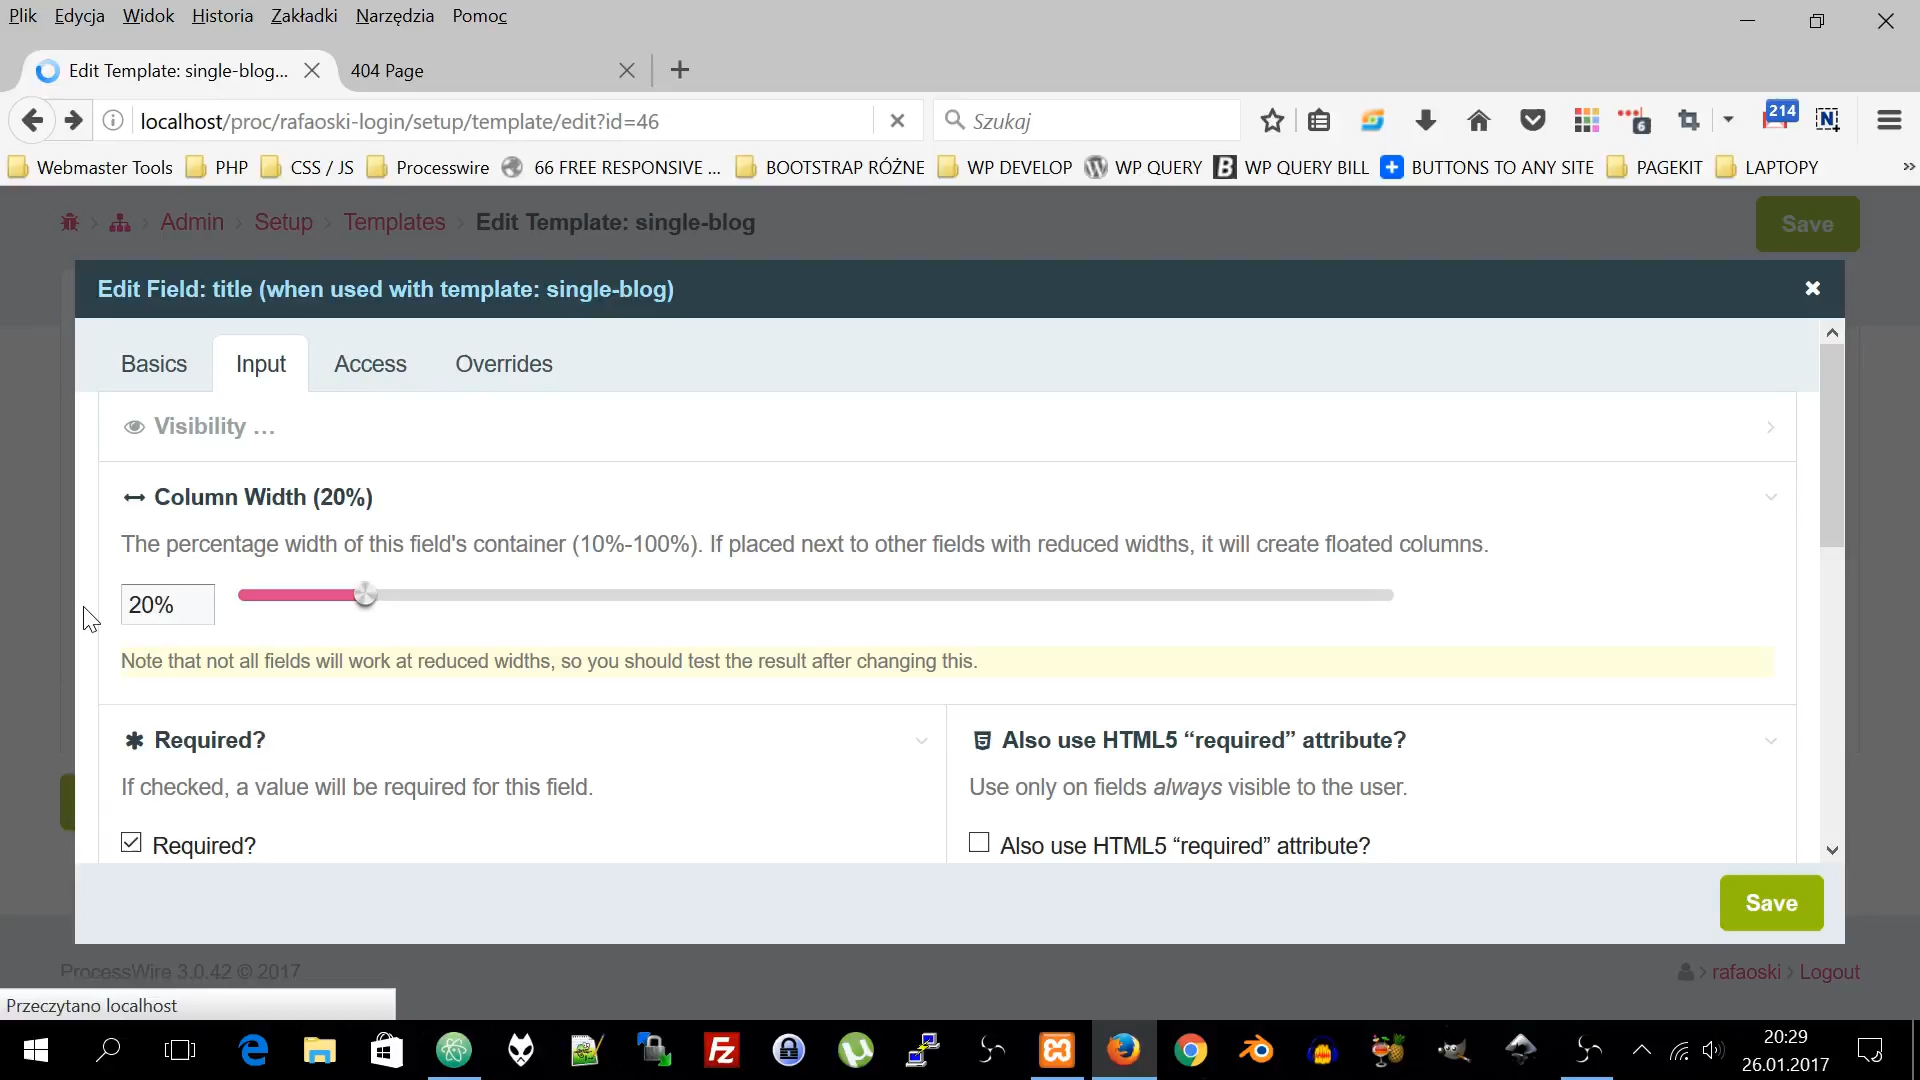 Plik Edycja Widok Historia Zakładki Narzędzia Pomoc
Edit Template: single-blog... 404 Page
localhost/proc/rafaoski-login/setup/template/edit?id=46 Szukaj 6 214 N
Webmaster Tools PHP CSS / JS Processwire 66 FREE RESPONSIVE ... BOOTSTRAP RÓŻNE WP DEVELOP WP QUERY B WP QUERY BILL BUTTONS TO ANY SITE PAGEKIT LAPTOPY »
Admin Setup Templates Edit Template: single-blog Save
Edit Field: title (when used with template: single-blog)
Basics Input Access Overrides
Visibility ...
Column Width (20%)
The percentage width of this field's container (10%-100%). If placed next to other fields with reduced widths, it will create floated columns.
20%
Note that not all fields will work at reduced widths, so you should test the result after changing this.
Required? Also use HTML5 “required” attribute?
If checked, a value will be required for this field. Use only on fields always visible to the user.
Required? Also use HTML5 “required” attribute?
Save
ProcessWire 3.0.42 © 2017 rafaoski Logout
Przeczytano localhost
20:29
26.01.2017